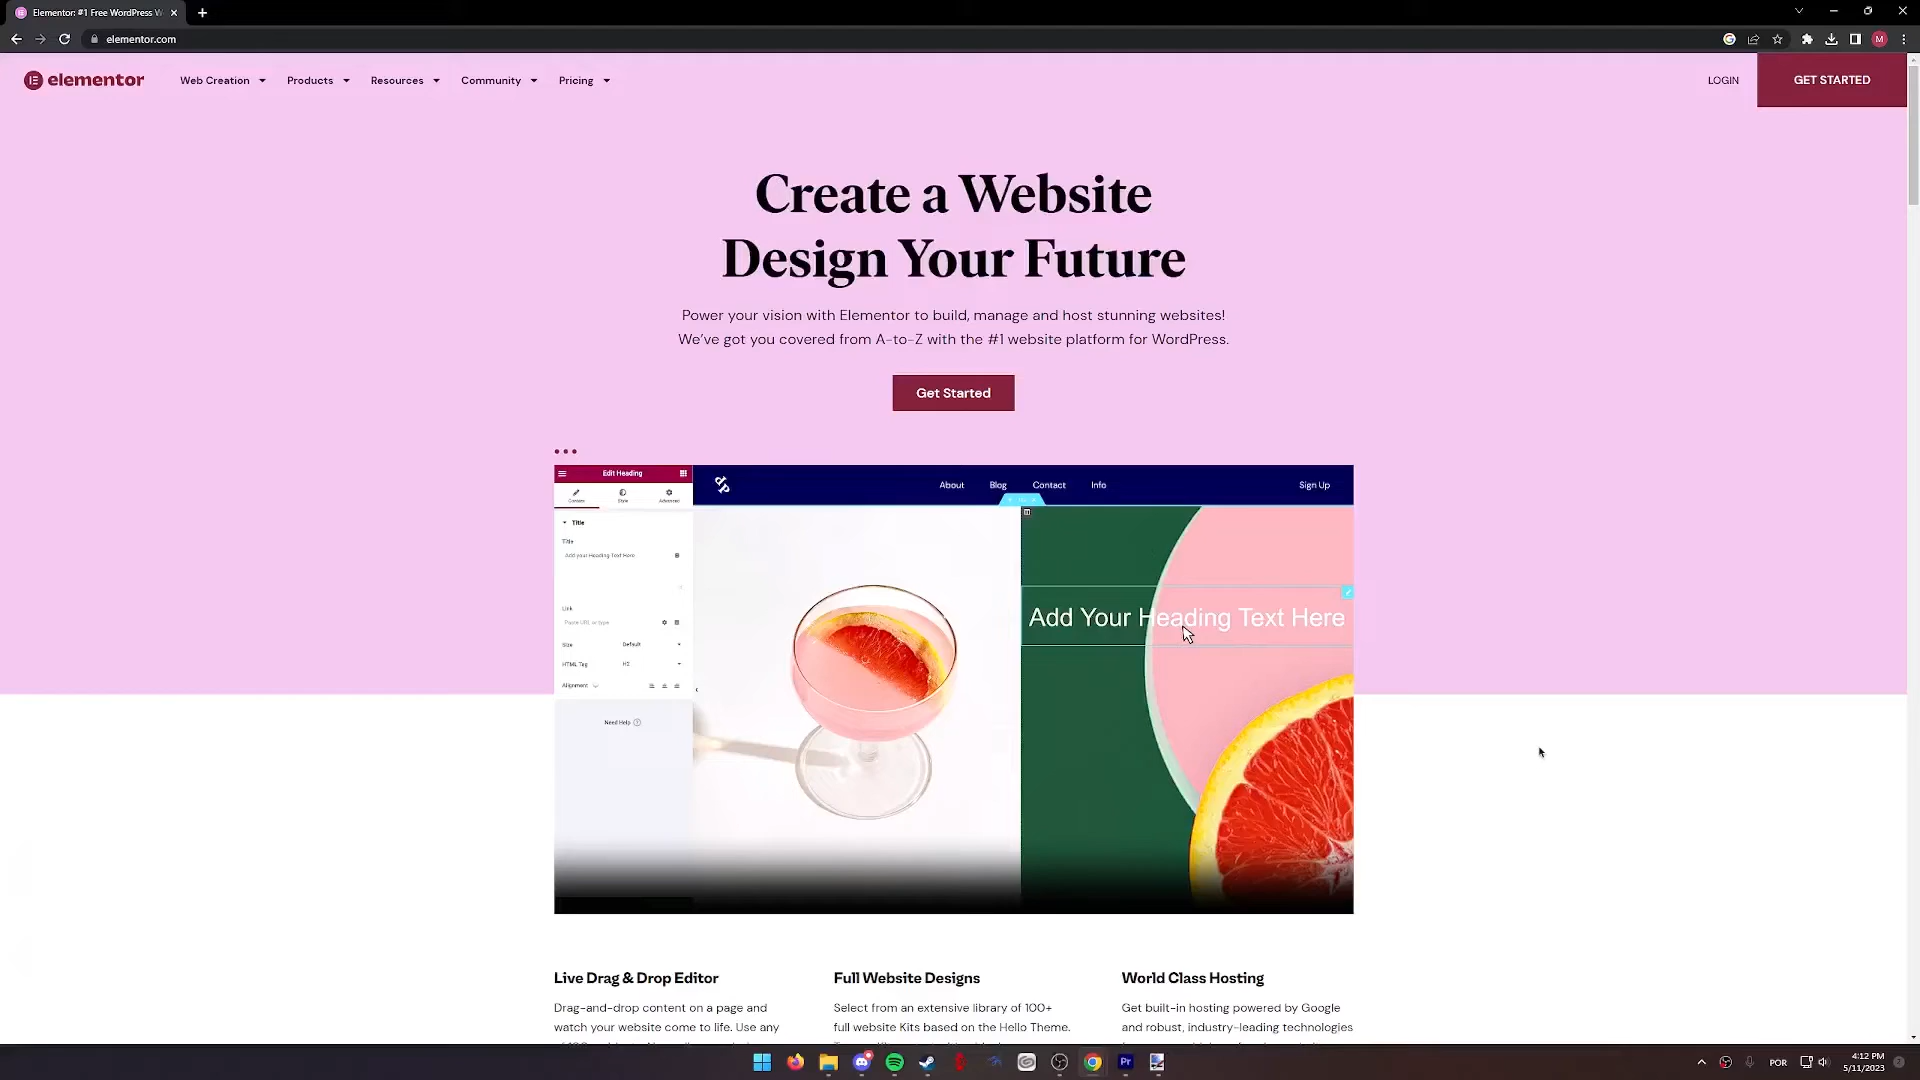 Elementor: #1 Free WordPress W
elementor.com
elementor
Web Creation
Products
Resources
Community
Pricing
LOGIN
GET STARTED
Create a Website
Design Your Future
Power your vision with Elementor to build, manage and host stunning websites!
We've got you covered from A-to-Z with the #1 website platform for WordPress.
Get Started
Edit Heading
Content
Style
Advanced
Title
Title
Add your Heading Text Here
Link
Paste URL or type
Size
Default
HTML Tag
H2
Alignment
Need Help
About
Blog
Contact
Info
Sign Up
Add Your Heading Text Here
Live Drag & Drop Editor
Drag-and-drop content on a page and
watch your website come to life. Use any
Full Website Designs
Select from an extensive library of 100+
full website Kits based on the Hello Theme.
World Class Hosting
Get built-in hosting powered by Google
and robust, industry-leading technologies
M
Pr
POR
4:12 PM
5/11/2023